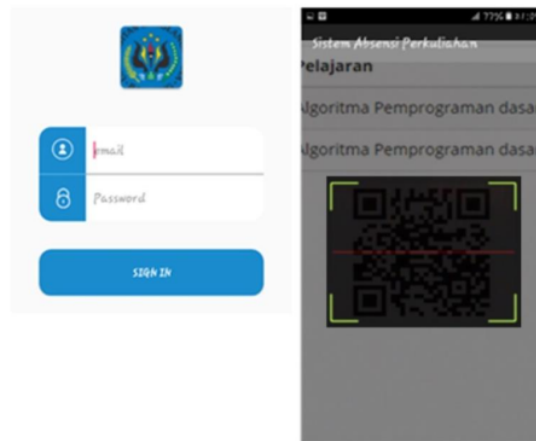 email
Password
SIGN IN
Sistem Absensi Perkuliahan
Pelajaran
Algoritma Pemprograman dasar
Algoritma Pemprograman dasar